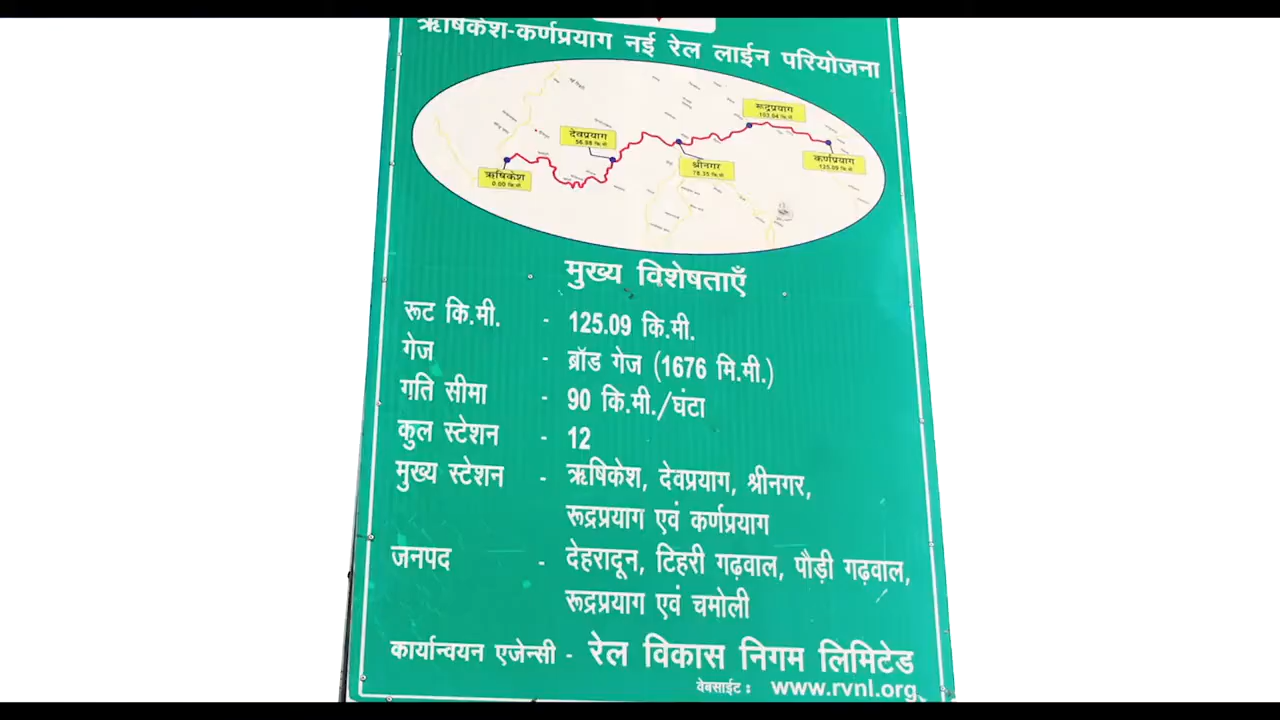 ऋषिकेश-कर्णप्रयाग नई रेल लाईन परियोजना
रूद्रप्रयाग
देवप्रयाग
श्रीनगर
कर्णप्रयाग
ऋषिकेश
0.00 कि.मी
मुख्य विशेषताएँ
रूट कि.मी. - 125.09 कि.मी.
गेज - ब्रॉड गेज (1676 मि.मी.)
गति सीमा - 90 कि.मी./घंटा
कुल स्टेशन - 12
मुख्य स्टेशन - ऋषिकेश, देवप्रयाग, श्रीनगर,
रूद्रप्रयाग एवं कर्णप्रयाग
जनपद - देहरादून, टिहरी गढ़वाल, पौड़ी गढ़वाल,
रूद्रप्रयाग एवं चमोली
कार्यान्वयन एजेन्सी - रेल विकास निगम लिमिटेड
वेबसाईट : www.rvnl.org